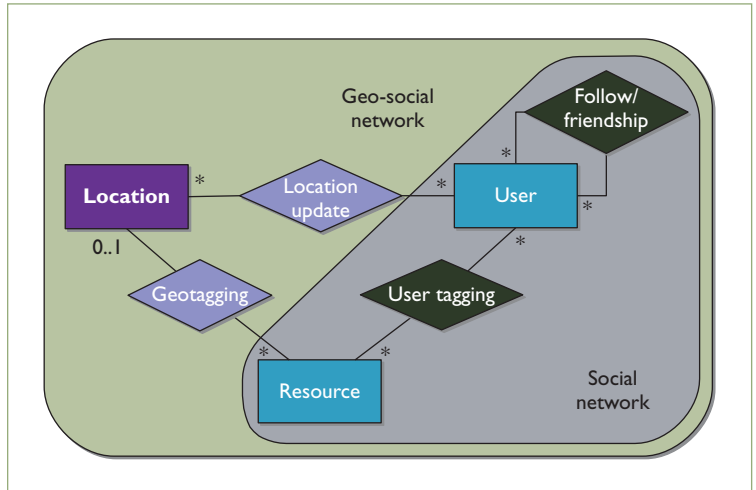 Geo-social
network
Follow/
friendship
*
*
Location
*
Location
update
*
User
*
0..1
Geotagging
*
User tagging
*
Resource
Social
network